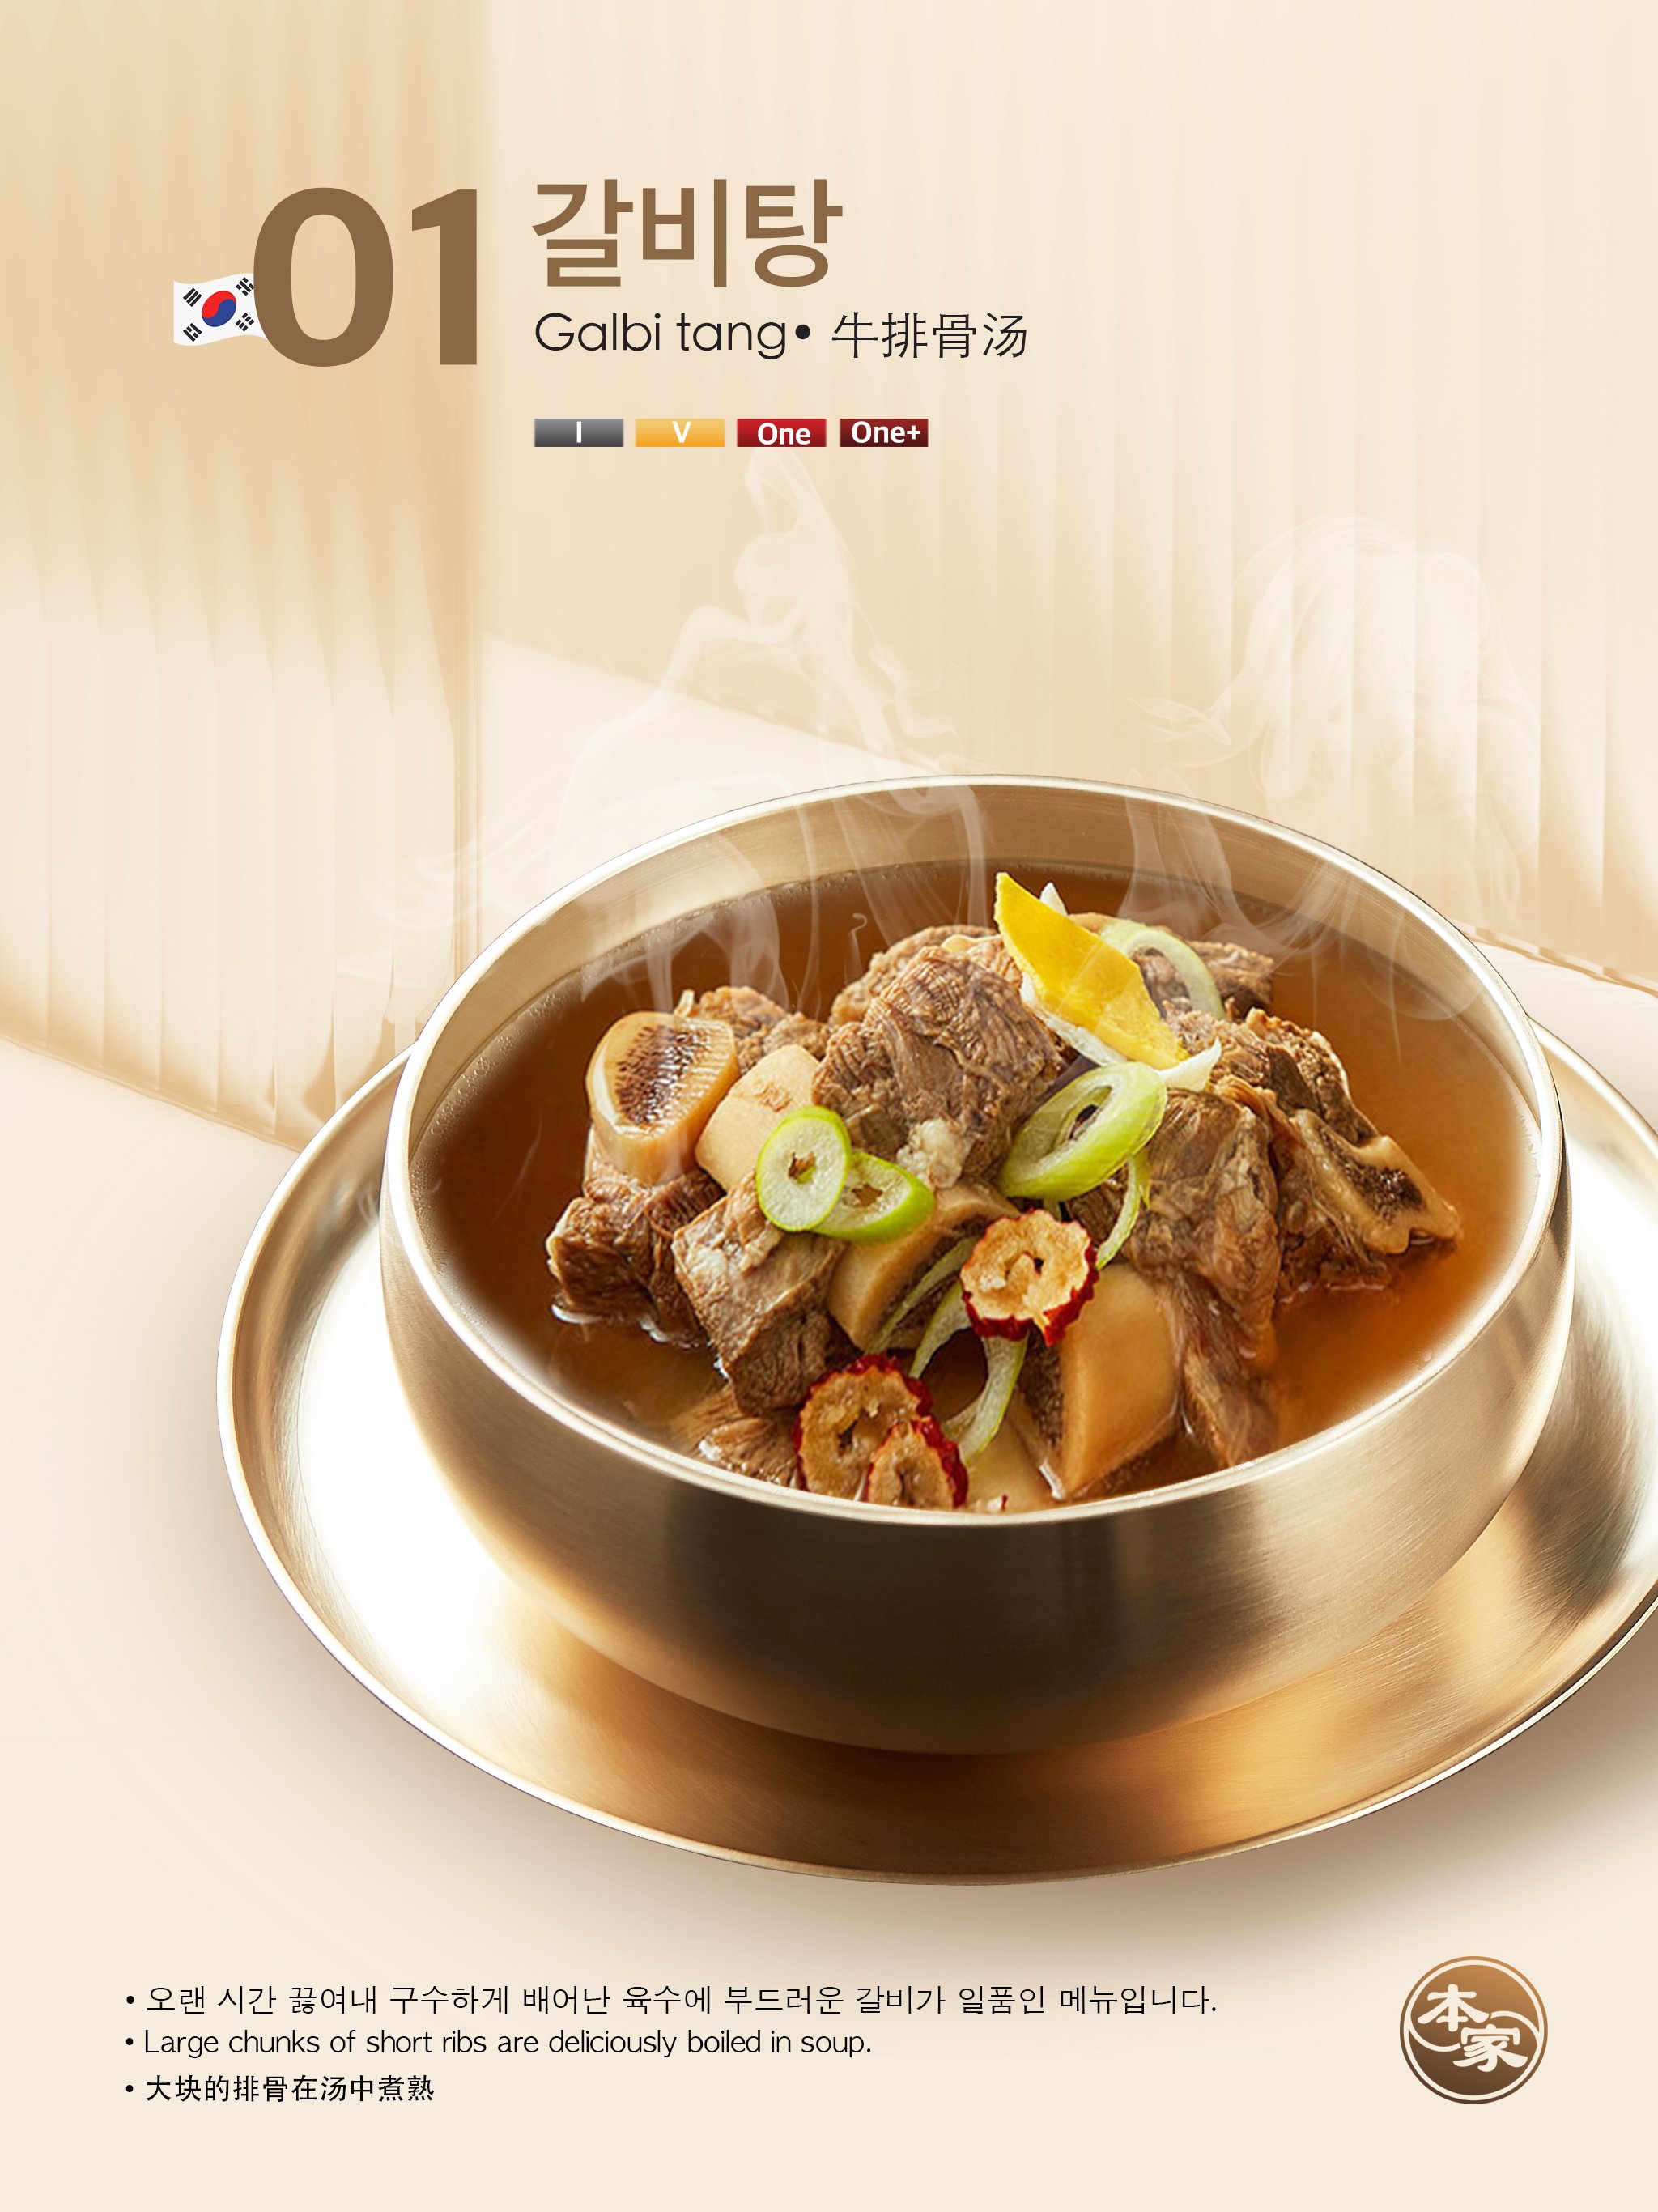 01 갈비탕
Galbi tang• 牛排骨汤
I V One One+
• 오랜 시간 끓여내 구수하게 배어난 육수에 부드러운 갈비가 일품인 메뉴입니다.
• Large chunks of short ribs are deliciously boiled in soup.
• 大块的排骨在汤中煮熟
本家